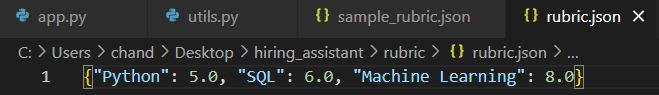 app.py utils.py {} sample_rubric.json {} rubric.json ×
C: > Users > chand > Desktop > hiring_assistant > rubric > {} rubric.json > ...
1 {"Python": 5.0, "SQL": 6.0, "Machine Learning": 8.0}